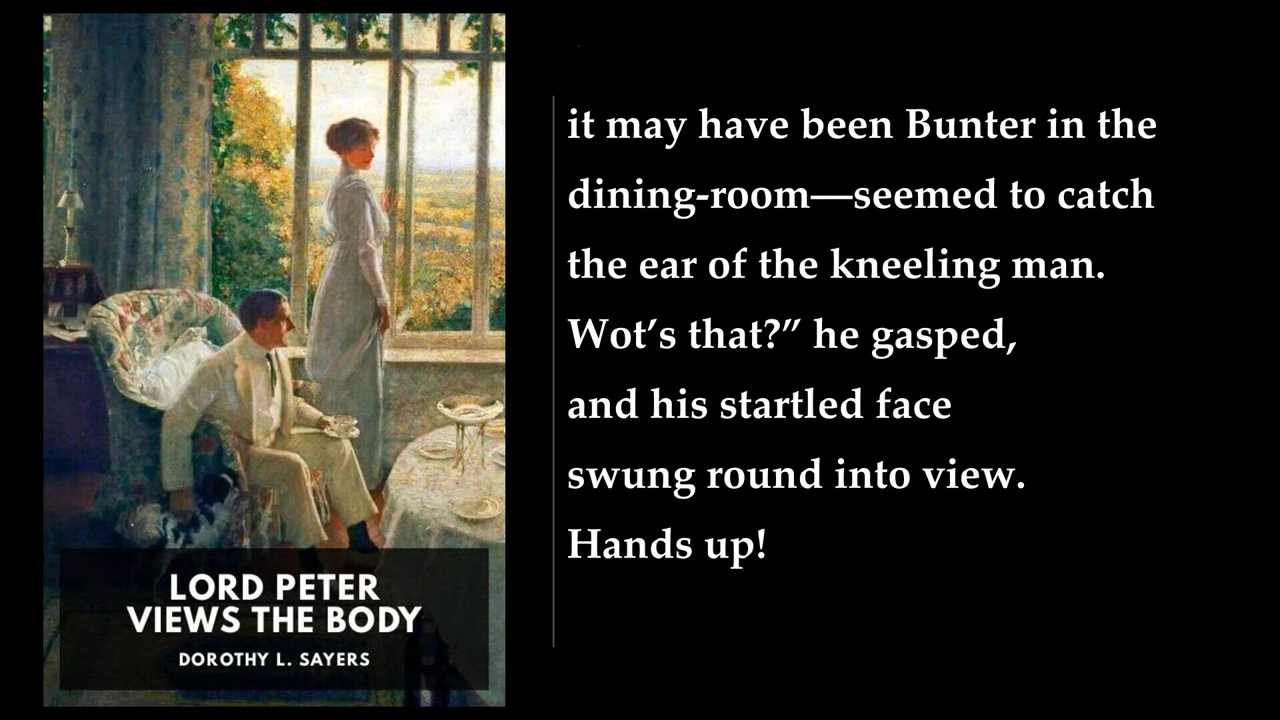 it may have been Bunter in the
dining-room—seemed to catch
the ear of the kneeling man.
Wot’s that?” he gasped,
and his startled face
swung round into view.
Hands up!
LORD PETER
VIEWS THE BODY
DOROTHY L. SAYERS